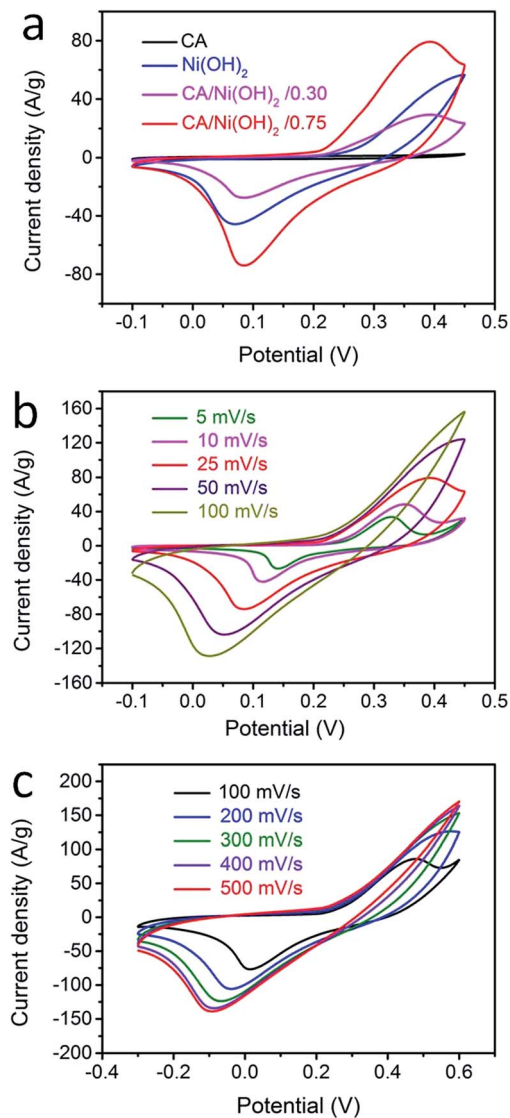 a
CA
Ni(OH)2
CA/Ni(OH)2 /0.30
CA/Ni(OH)2 /0.75
80
40
0
-40
-80
Current density (A/g)
-0.1 0.0 0.1 0.2 0.3 0.4 0.5
Potential (V)
b
5 mV/s
10 mV/s
25 mV/s
50 mV/s
100 mV/s
160
120
80
40
0
-40
-80
-120
-160
Current density (A/g)
-0.1 0.0 0.1 0.2 0.3 0.4 0.5
Potential (V)
c
100 mV/s
200 mV/s
300 mV/s
400 mV/s
500 mV/s
225
200
150
100
50
0
-50
-100
-150
-200
Current density (A/g)
-0.4 -0.2 0.0 0.2 0.4 0.6
Potential (V)